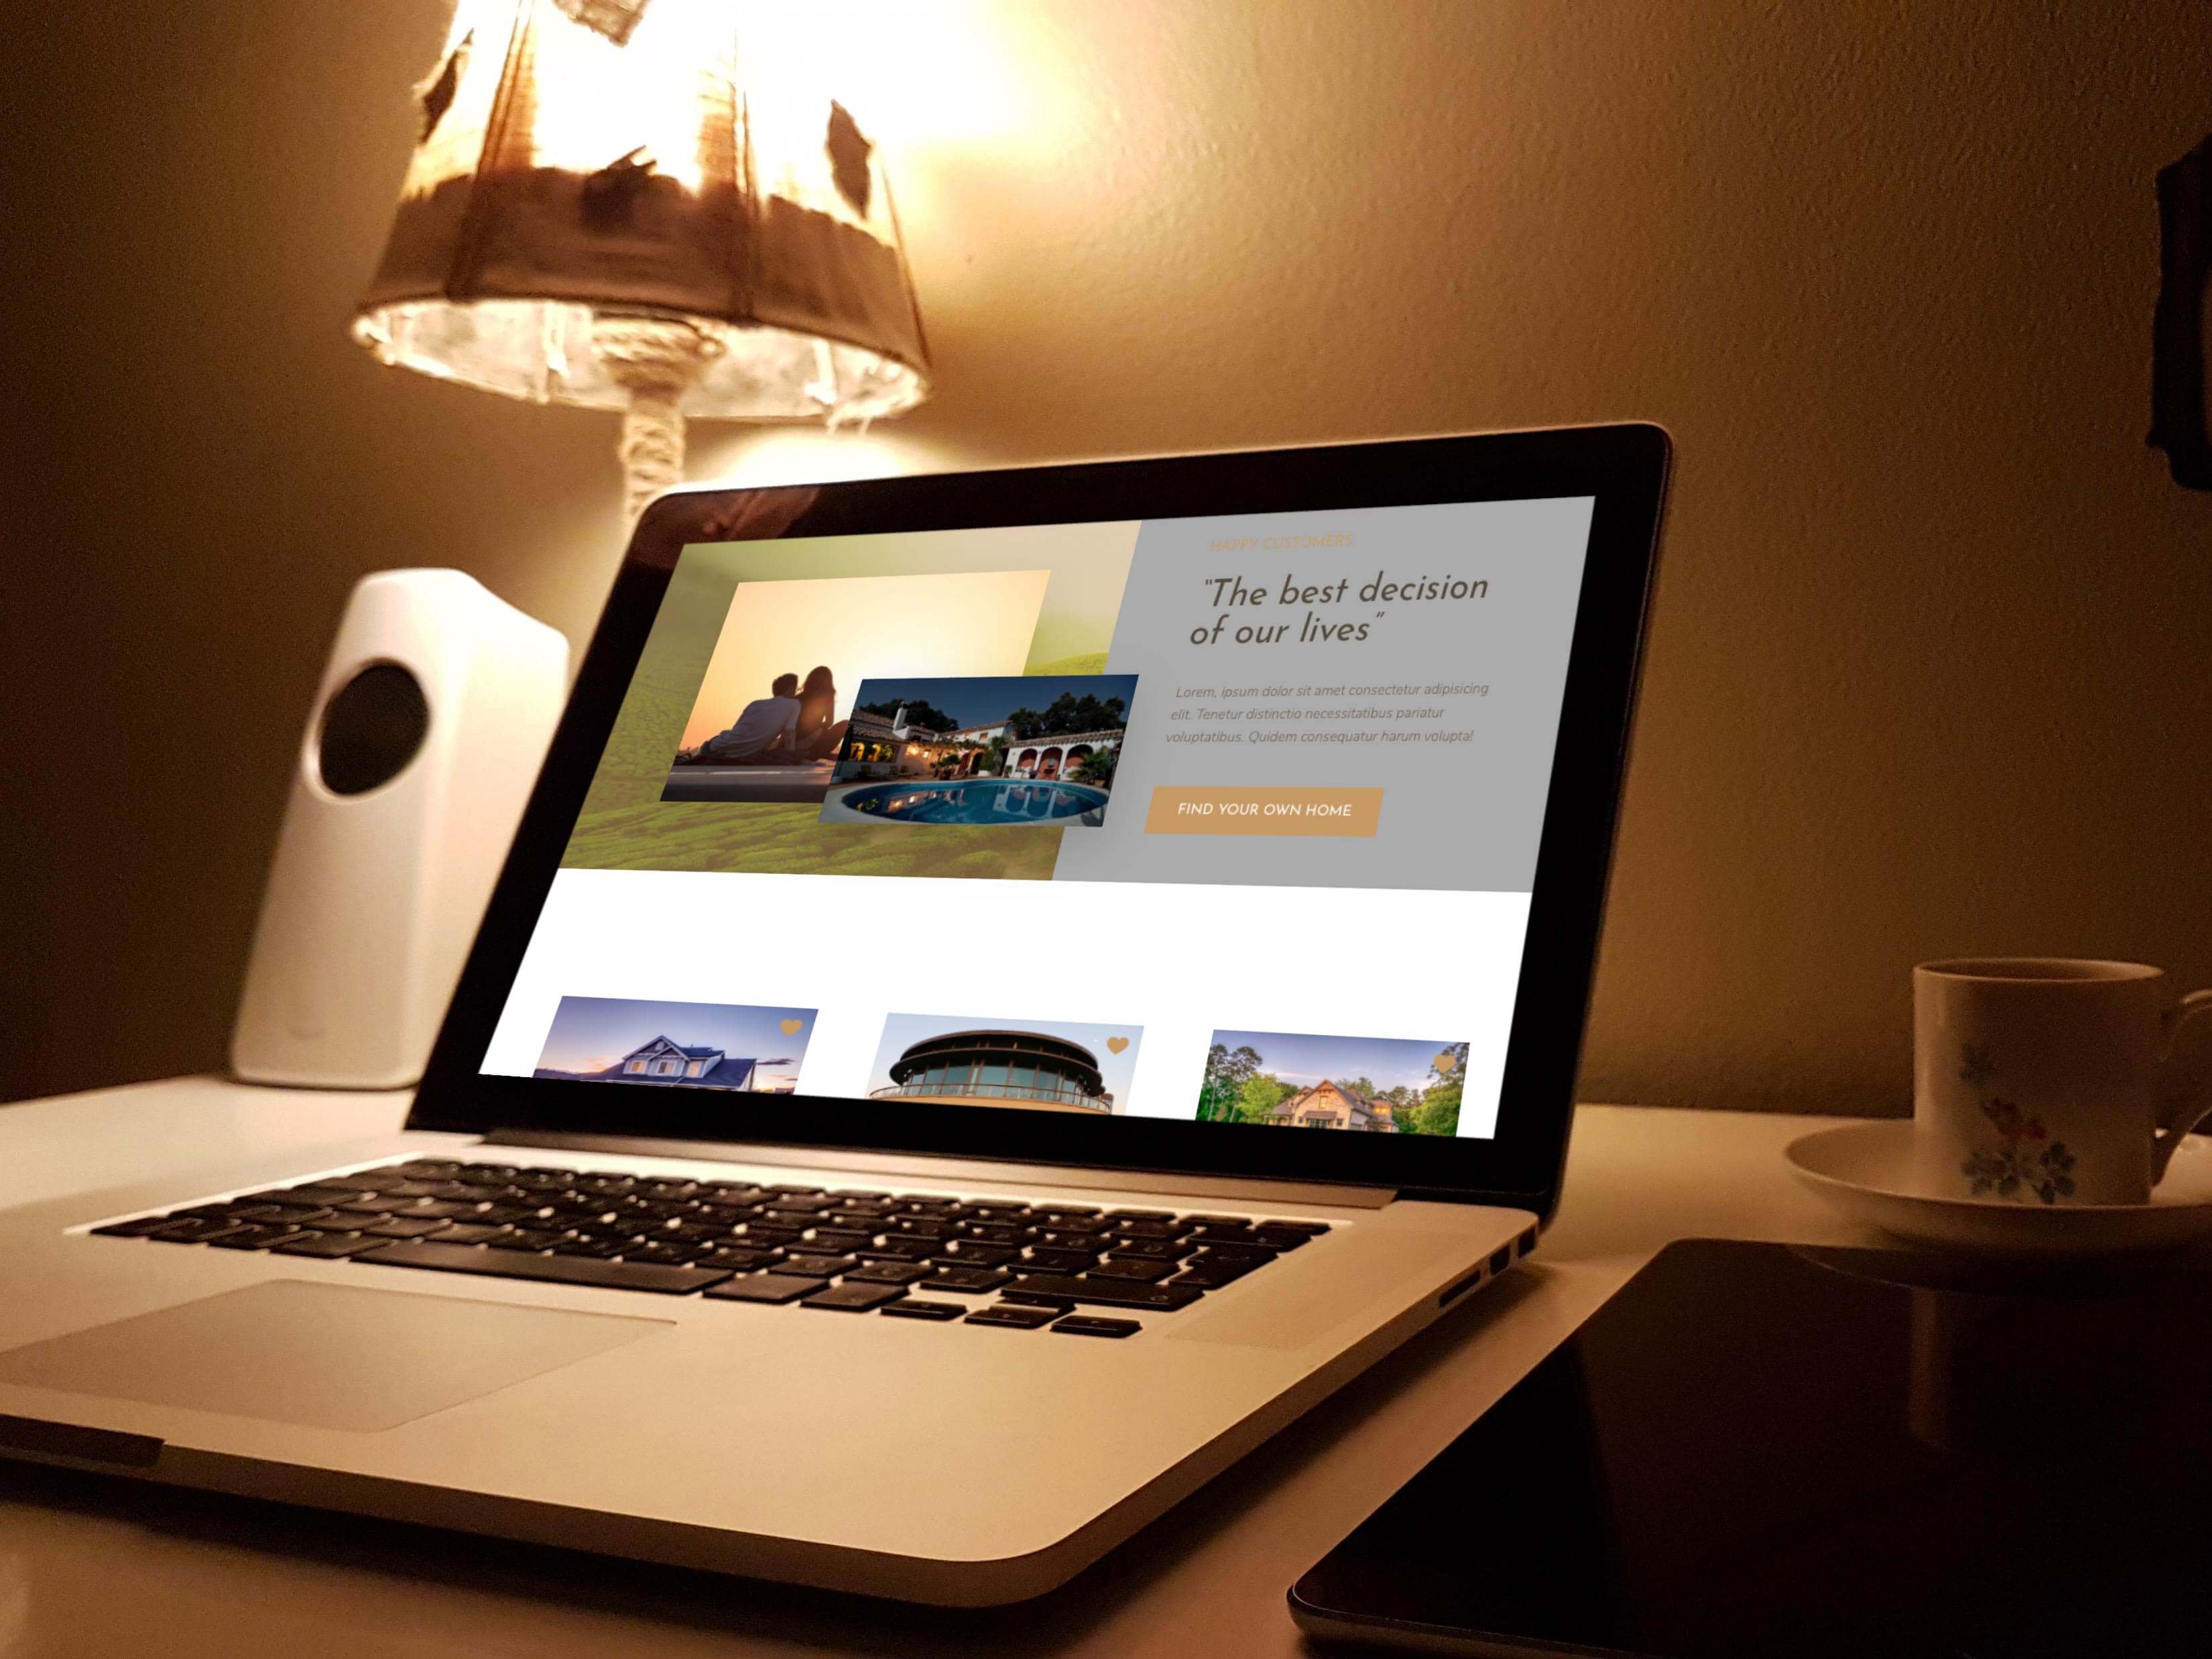 HAPPY CUSTOMERS
"The best decision
of our lives"
Lorem, ipsum dolor sit amet consectetur adipisicing
elit. Tenetur distinctio necessitatibus pariatur
voluptatibus. Quidem consequatur harum volupta!
FIND YOUR OWN HOME